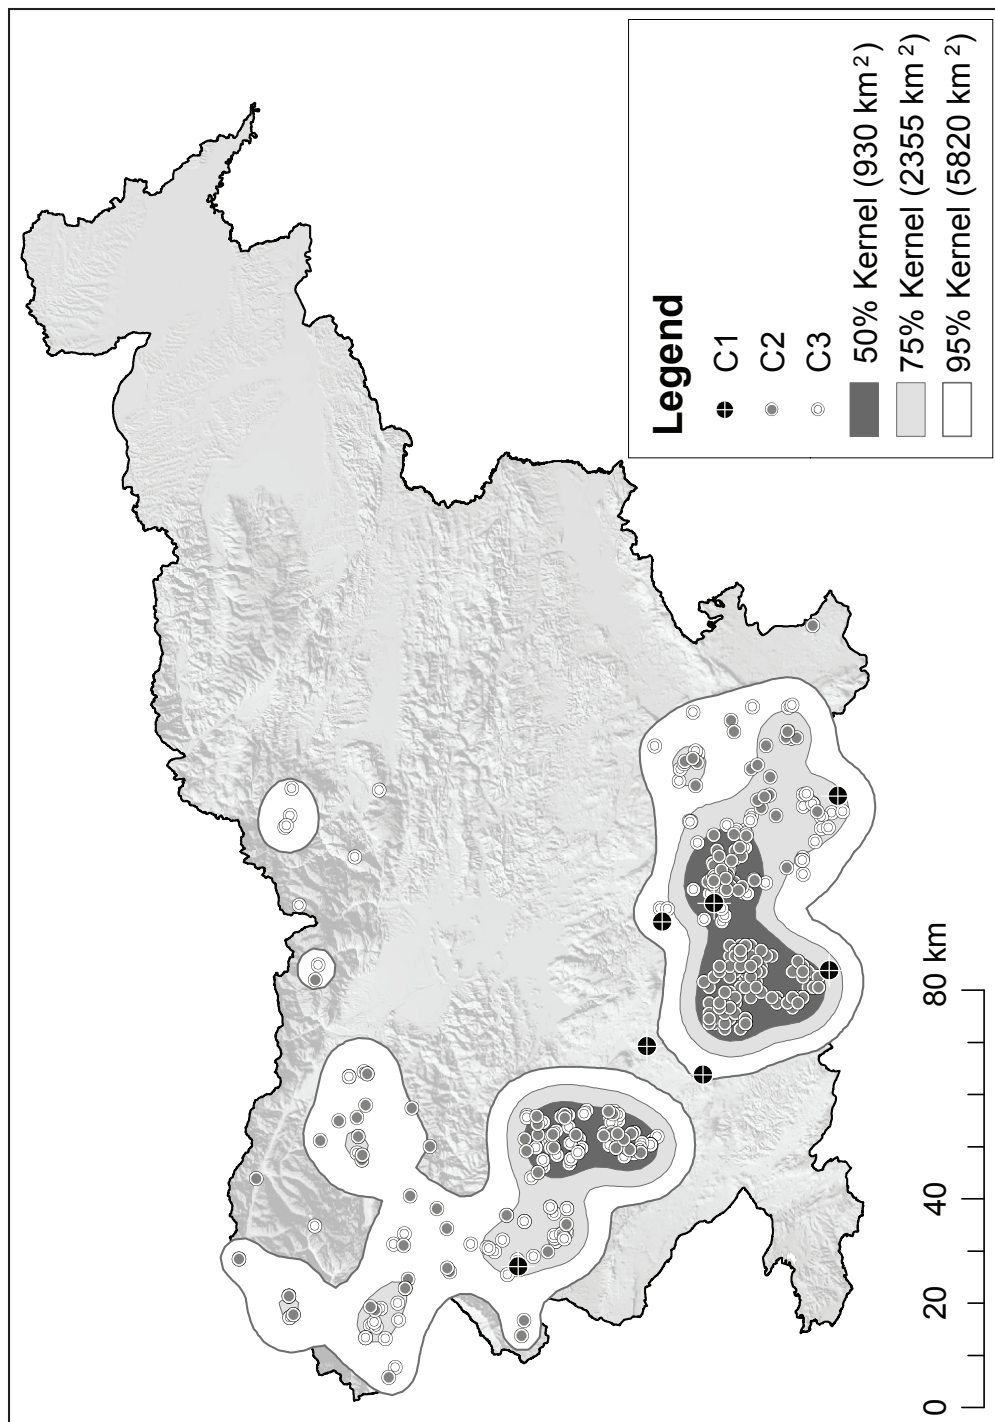 Legend
C1
C2
C3
50% Kernel (930 km²)
75% Kernel (2355 km²)
95% Kernel (5820 km²)
0 20 40 80 km